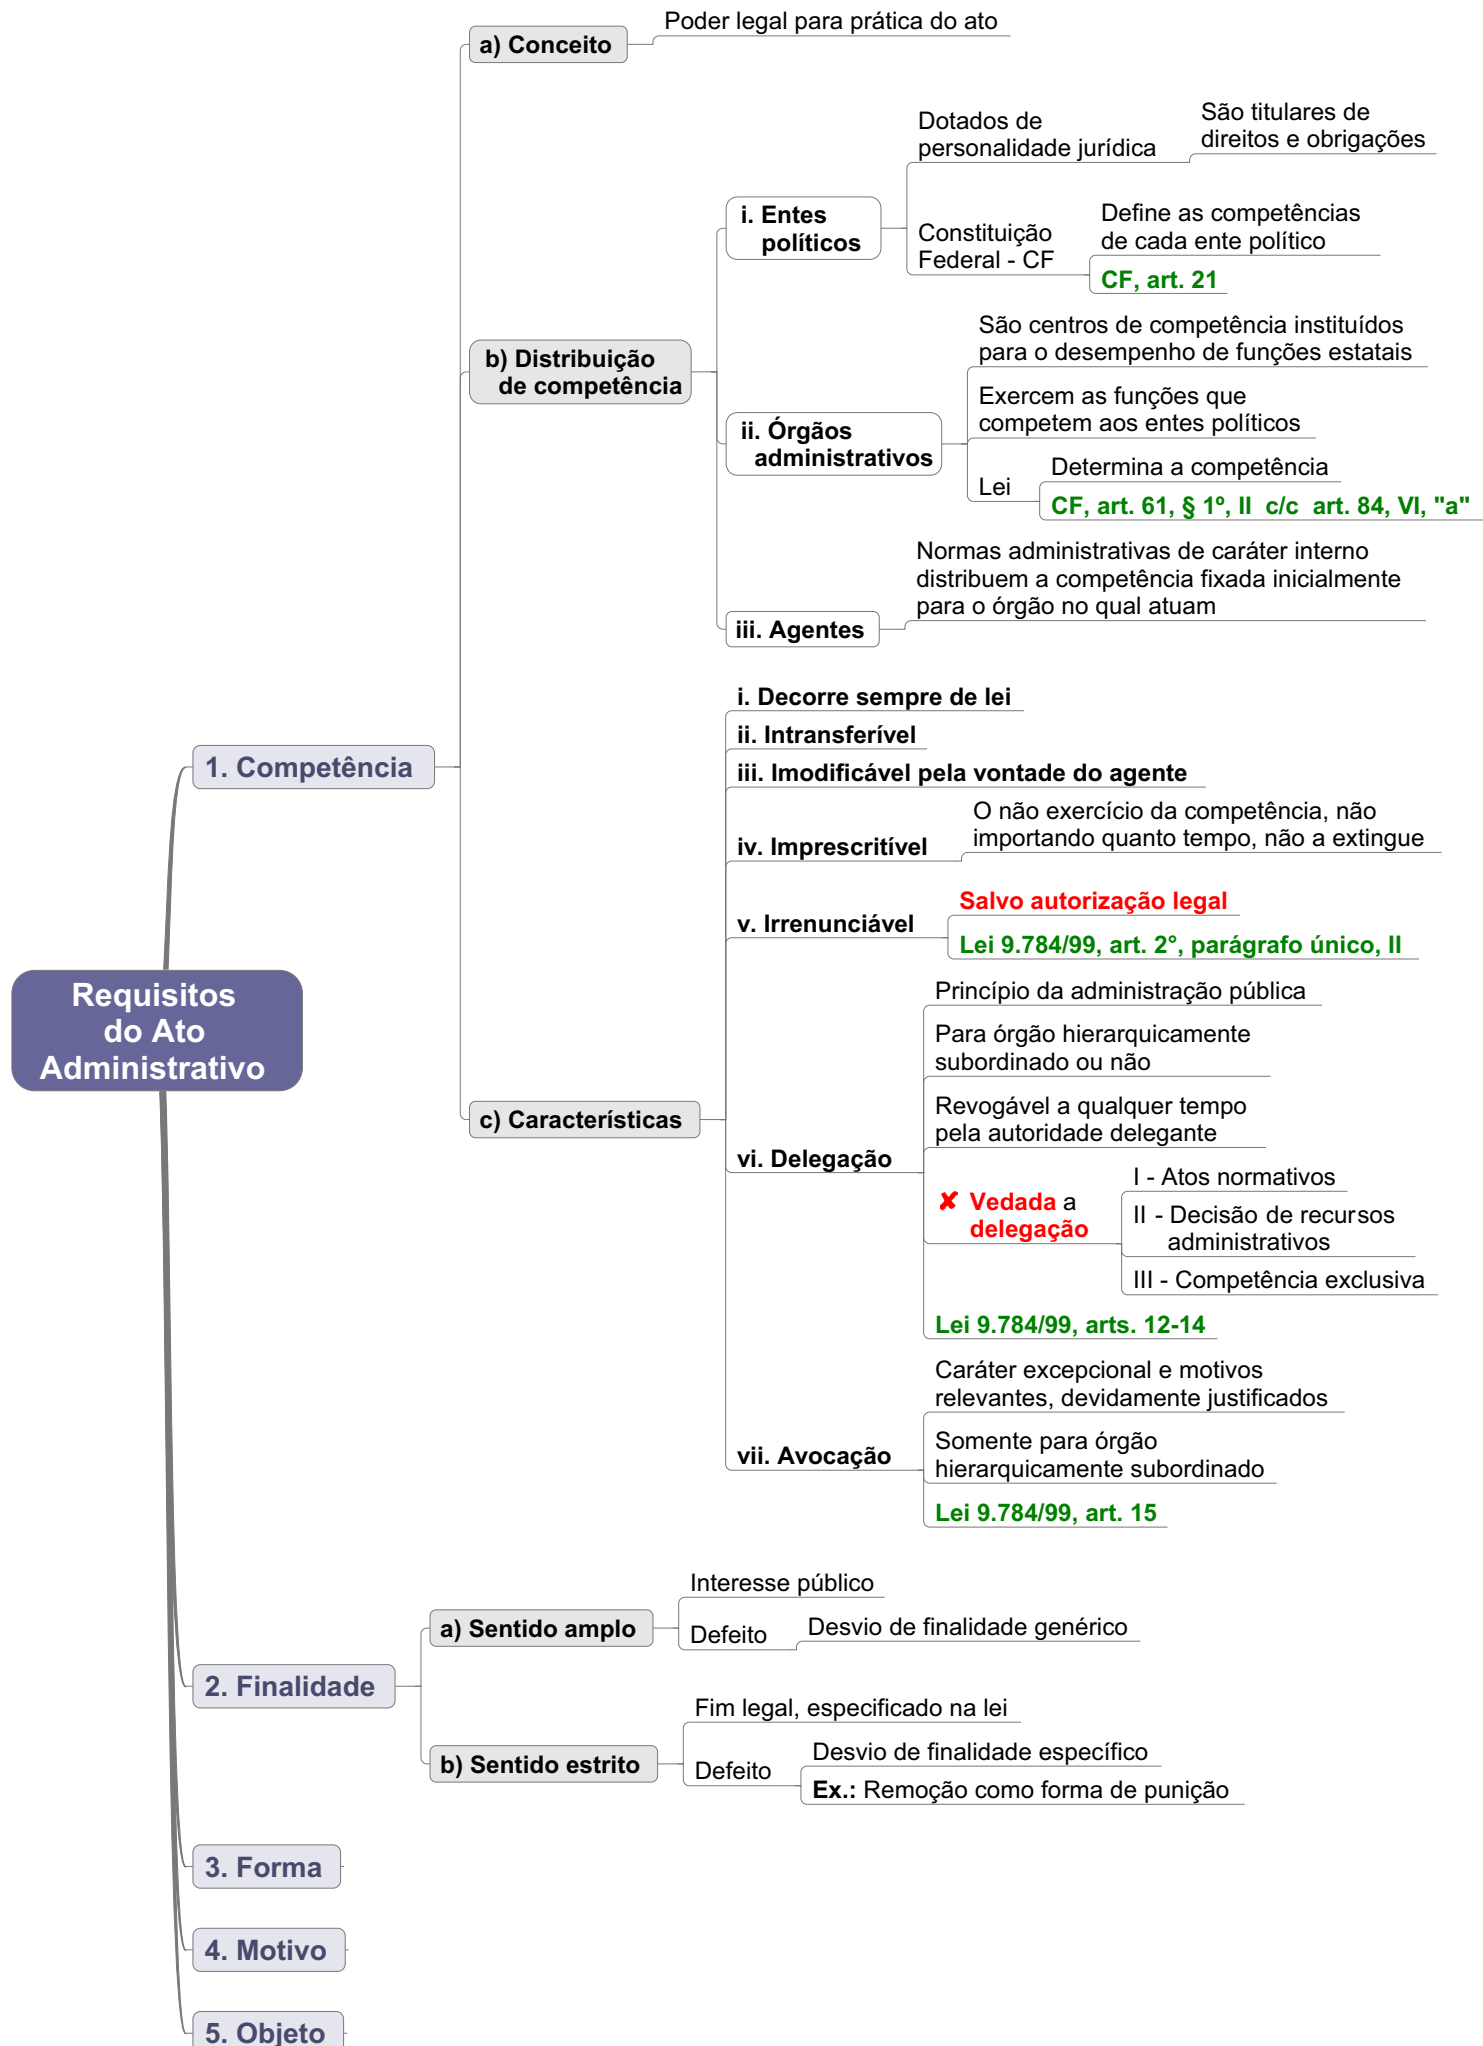 Requisitos
do Ato
Administrativo
1. Competência
a) Conceito
Poder legal para prática do ato
b) Distribuição
de competência
i. Entes
políticos
Dotados de
personalidade jurídica
São titulares de
direitos e obrigações
Constituição
Federal - CF
Define as competências
de cada ente político
CF, art. 21
ii. Órgãos
administrativos
São centros de competência instituídos
para o desempenho de funções estatais
Exercem as funções que
competem aos entes políticos
Lei
Determina a competência
CF, art. 61, § 1º, II  c/c  art. 84, VI, "a"
iii. Agentes
Normas administrativas de caráter interno
distribuem a competência fixada inicialmente
para o órgão no qual atuam
c) Características
i. Decorre sempre de lei
ii. Intransferível
iii. Imodificável pela vontade do agente
iv. Imprescritível
O não exercício da competência, não
importando quanto tempo, não a extingue
v. Irrenunciável
Salvo autorização legal
Lei 9.784/99, art. 2°, parágrafo único, II
vi. Delegação
Princípio da administração pública
Para órgão hierarquicamente
subordinado ou não
Revogável a qualquer tempo
pela autoridade delegante
✘ Vedada a
delegação
I - Atos normativos
II - Decisão de recursos
administrativos
III - Competência exclusiva
Lei 9.784/99, arts. 12-14
vii. Avocação
Caráter excepcional e motivos
relevantes, devidamente justificados
Somente para órgão
hierarquicamente subordinado
Lei 9.784/99, art. 15
2. Finalidade
a) Sentido amplo
Interesse público
Defeito
Desvio de finalidade genérico
b) Sentido estrito
Fim legal, especificado na lei
Defeito
Desvio de finalidade específico
Ex.: Remoção como forma de punição
3. Forma
4. Motivo
5. Objeto